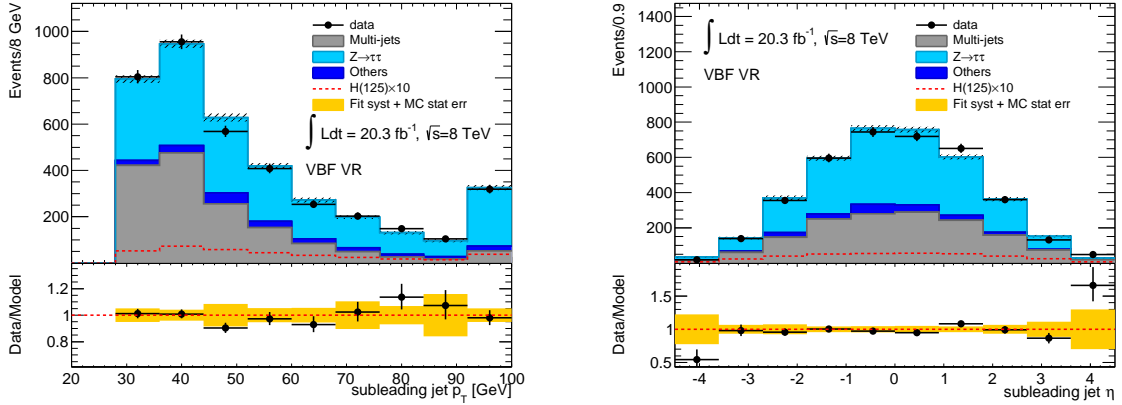 Events/8 GeV
1000
800
600
400
200
data
Multi-jets
Z→ττ
Others
H(125)×10
Fit syst + MC stat err
∫ Ldt = 20.3 fb⁻¹, √s=8 TeV
VBF VR
Data/Model
1.2
1
0.8
20 30 40 50 60 70 80 90 100
subleading jet p_T [GeV]
Events/0.9
1400
1200
1000
800
600
400
200
∫ Ldt = 20.3 fb⁻¹, √s=8 TeV
VBF VR
data
Multi-jets
Z→ττ
Others
H(125)×10
Fit syst + MC stat err
Data/Model
1.5
1
0.5
-4 -3 -2 -1 0 1 2 3 4
subleading jet η